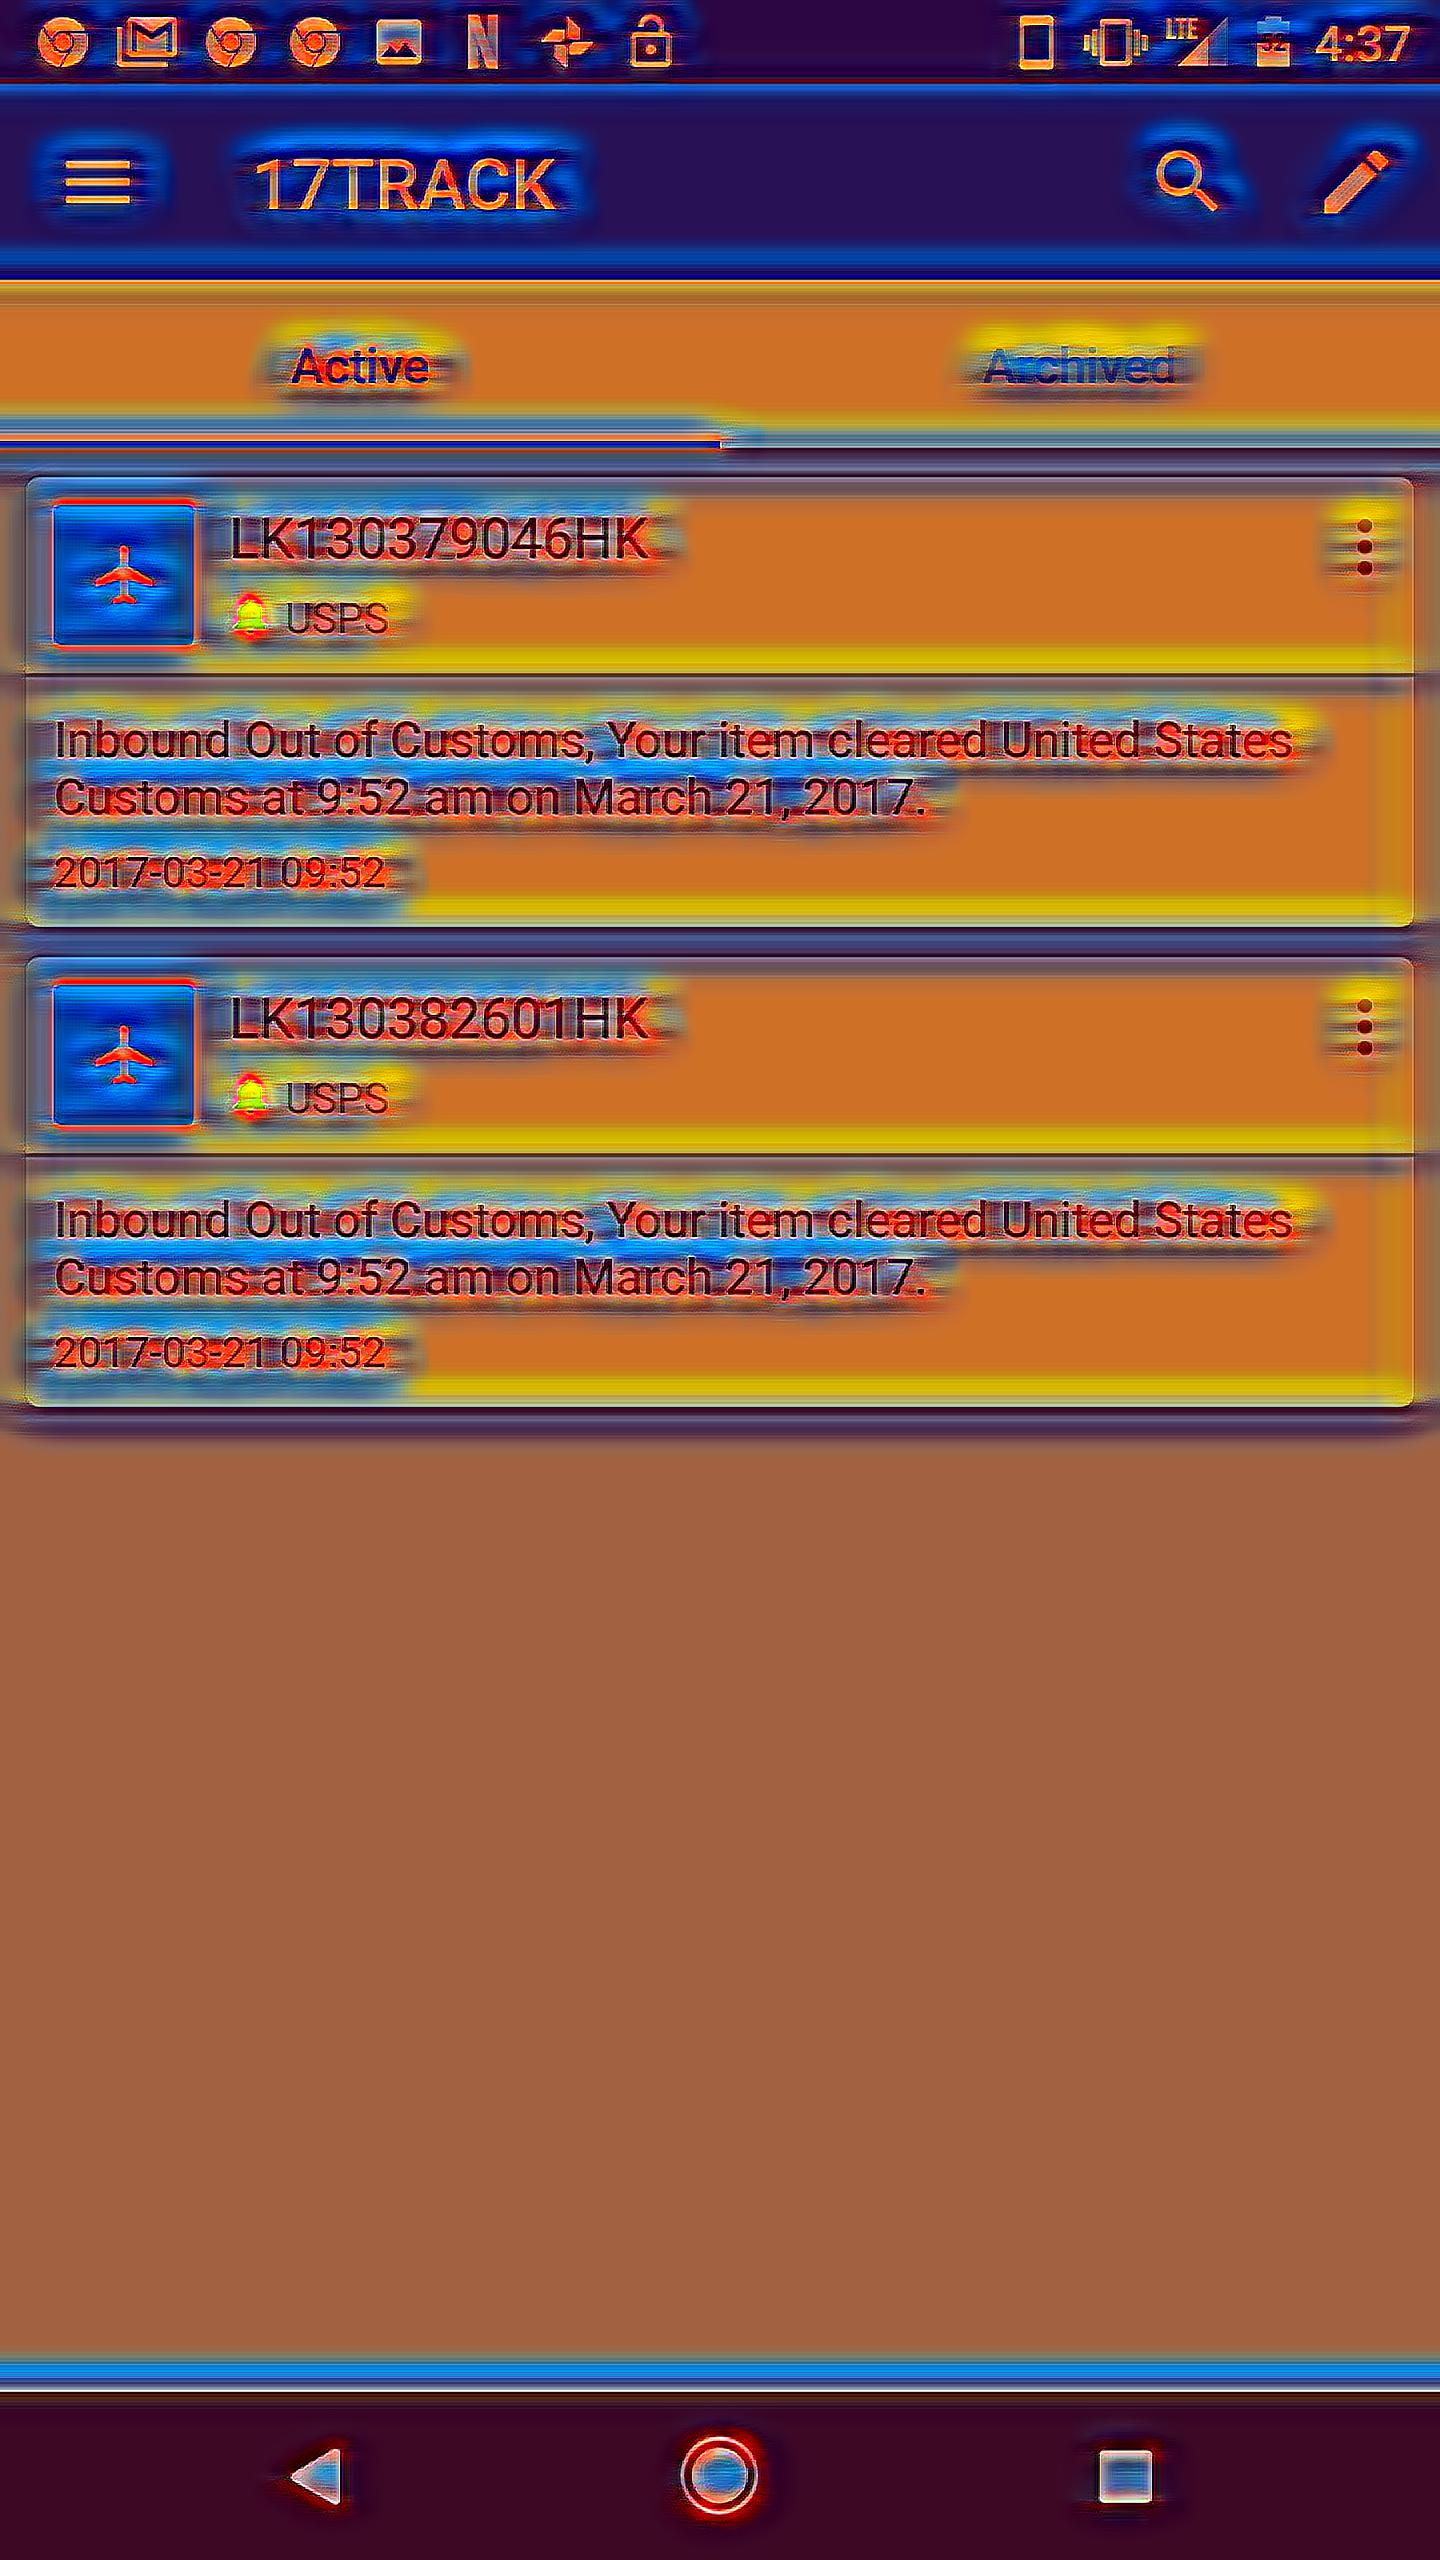 LTE 4:37
17TRACK
Active Archived
LK130379046HK
USPS
Inbound Out of Customs, Your item cleared United States
Customs at 9:52 am on March 21, 2017.
2017-03-21 09:52
LK130382601HK
USPS
Inbound Out of Customs, Your item cleared United States
Customs at 9:52 am on March 21, 2017.
2017-03-21 09:52